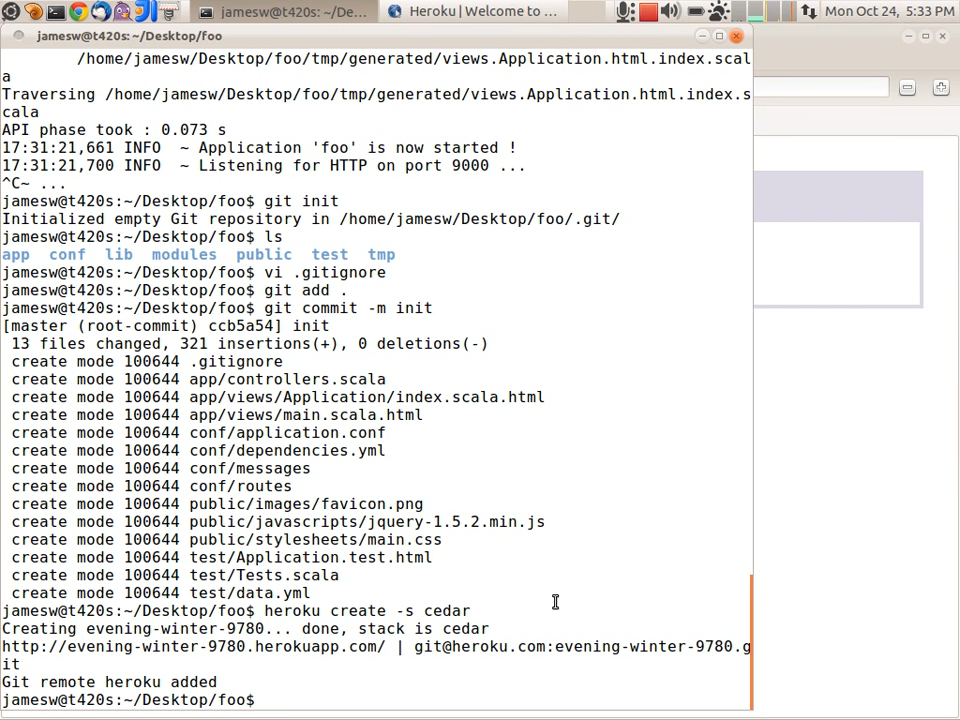 jamesw@t420s: ~/De...
Heroku | Welcome to ...
Mon Oct 24, 5:33 PM
jamesw@t420s: ~/Desktop/foo
/home/jamesw/Desktop/foo/tmp/generated/views.Application.html.index.scal
a
Traversing /home/jamesw/Desktop/foo/tmp/generated/views.Application.html.index.s
cala
API phase took : 0.073 s
17:31:21,661 INFO  ~ Application 'foo' is now started !
17:31:21,700 INFO  ~ Listening for HTTP on port 9000 ...
^C~ ...
jamesw@t420s:~/Desktop/foo$ git init
Initialized empty Git repository in /home/jamesw/Desktop/foo/.git/
jamesw@t420s:~/Desktop/foo$ ls
app  conf  lib  modules  public  test  tmp
jamesw@t420s:~/Desktop/foo$ vi .gitignore
jamesw@t420s:~/Desktop/foo$ git add .
jamesw@t420s:~/Desktop/foo$ git commit -m init
[master (root-commit) ccb5a54] init
13 files changed, 321 insertions(+), 0 deletions(-)
create mode 100644 .gitignore
create mode 100644 app/controllers.scala
create mode 100644 app/views/Application/index.scala.html
create mode 100644 app/views/main.scala.html
create mode 100644 conf/application.conf
create mode 100644 conf/dependencies.yml
create mode 100644 conf/messages
create mode 100644 conf/routes
create mode 100644 public/images/favicon.png
create mode 100644 public/javascripts/jquery-1.5.2.min.js
create mode 100644 public/stylesheets/main.css
create mode 100644 test/Application.test.html
create mode 100644 test/Tests.scala
create mode 100644 test/data.yml
jamesw@t420s:~/Desktop/foo$ heroku create -s cedar
Creating evening-winter-9780... done, stack is cedar
http://evening-winter-9780.herokuapp.com/ | git@heroku.com:evening-winter-9780.g
it
Git remote heroku added
jamesw@t420s:~/Desktop/foo$